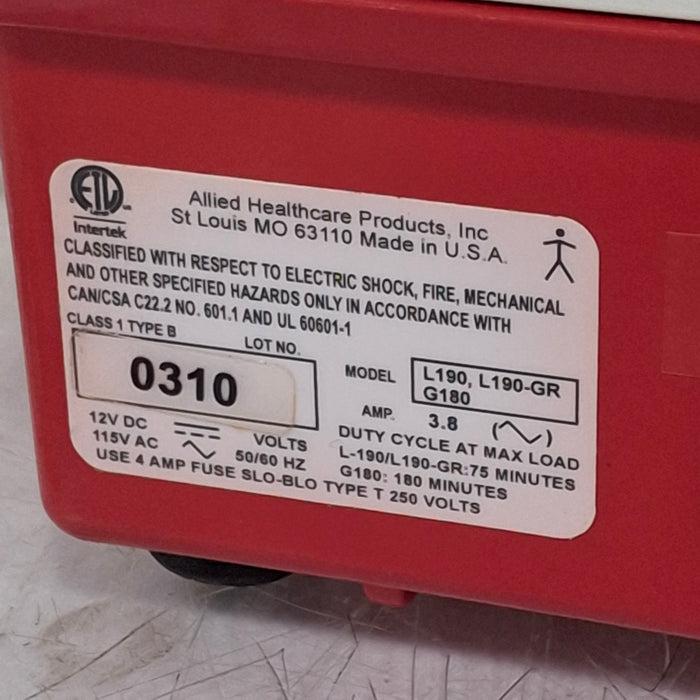 ETL
Intertek
Allied Healthcare Products, Inc
St Louis MO 63110 Made in U.S.A.
CLASSIFIED WITH RESPECT TO ELECTRIC SHOCK, FIRE, MECHANICAL
AND OTHER SPECIFIED HAZARDS ONLY IN ACCORDANCE WITH
CAN/CSA C22.2 NO. 601.1 AND UL 60601-1
CLASS 1 TYPE B
LOT NO.
0310
MODEL L190, L190-GR
G180
AMP. 3.8 (∿)
12V DC
115V AC
VOLTS
50/60 HZ
USE 4 AMP FUSE SLO-BLO TYPE T 250 VOLTS
DUTY CYCLE AT MAX LOAD
L-190/L190-GR:75 MINUTES
G180: 180 MINUTES